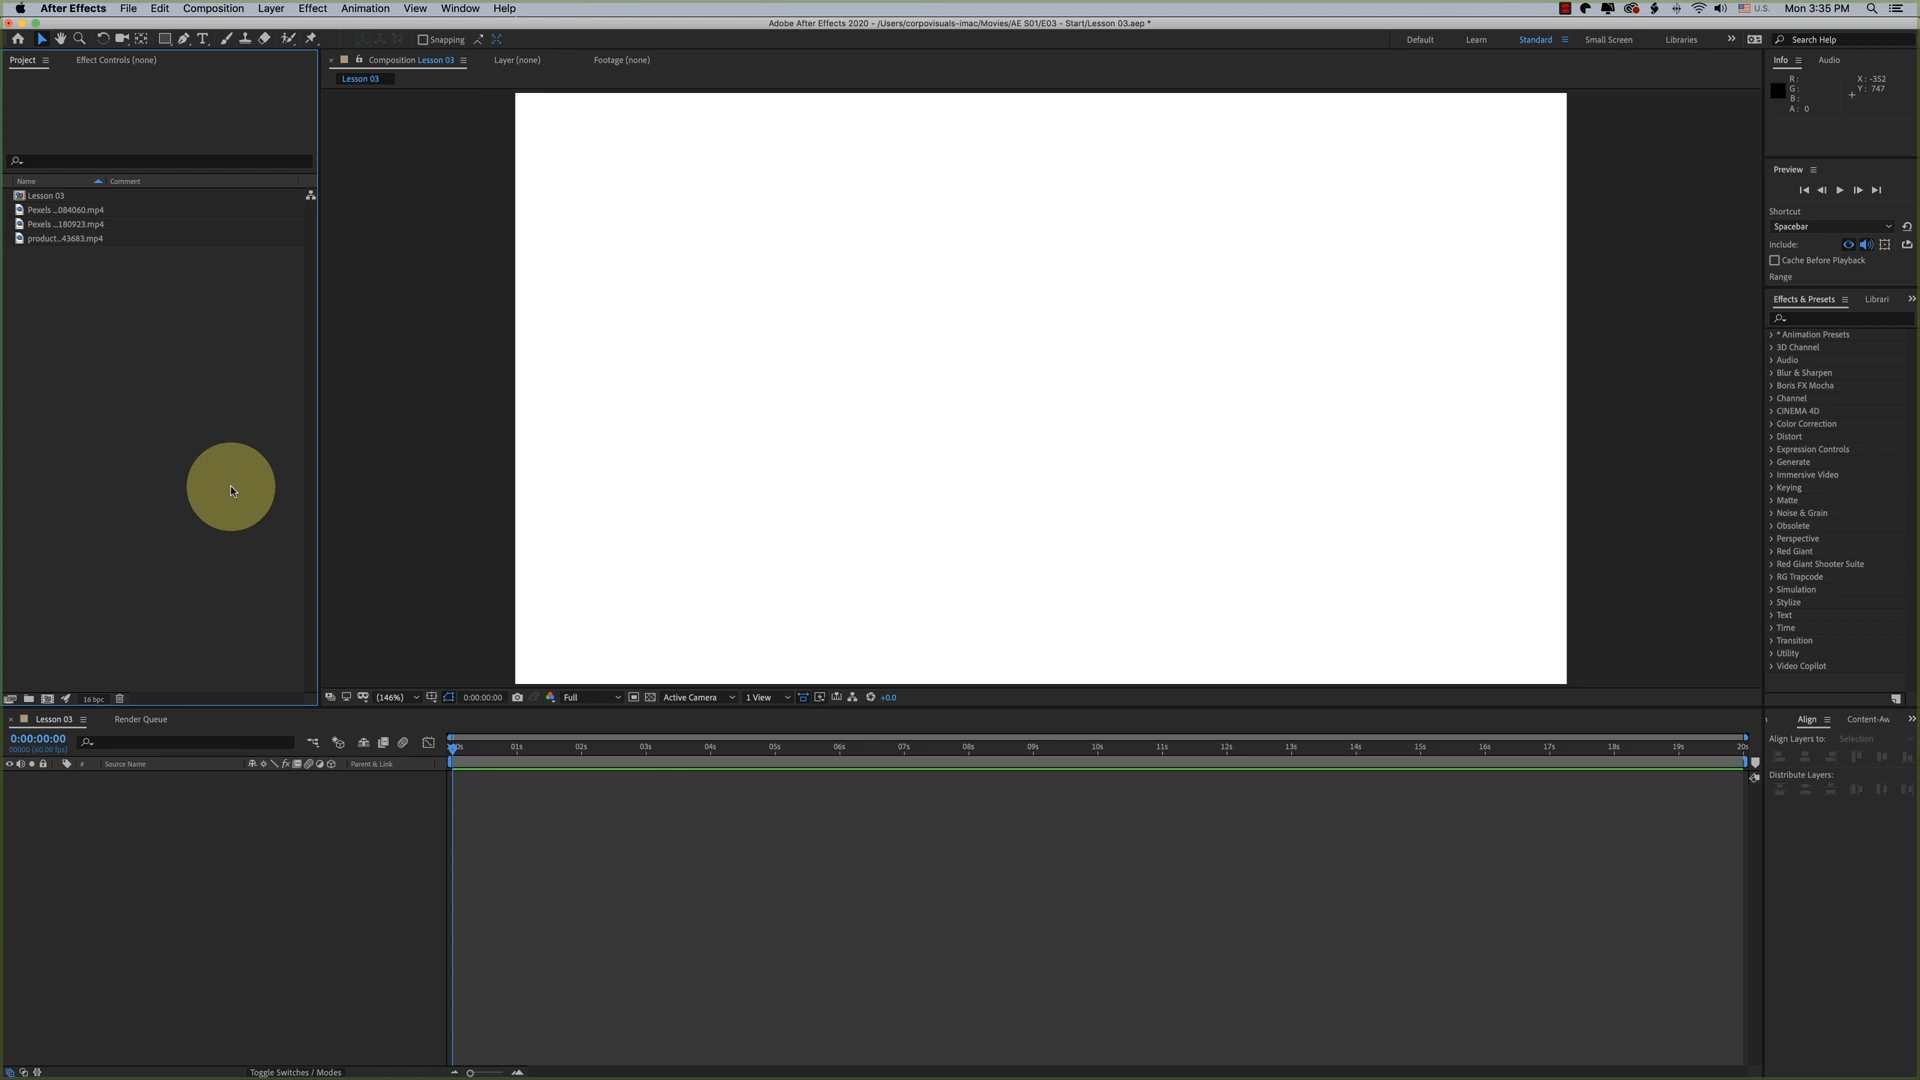 After Effects File Edit Composition Layer Effect Animation View Window Help
U.S. Mon 3:35 PM
Adobe After Effects 2020 - /Users/corpovisuals-imac/Movies/AE S01/E03 - Start/Lesson 03.aep *
Snapping
Default Learn Standard Small Screen Libraries Search Help
Project Effect Controls (none)
Composition Lesson 03 Layer (none) Footage (none)
Lesson 03
Info Audio
R : X : -352
G : Y : 747
B :
A : 0
Name Comment
Lesson 03
Pexels ...084060.mp4
Pexels ...180923.mp4
product...43683.mp4
Preview
Shortcut
Spacebar
Include:
Cache Before Playback
Range
Effects & Presets Librari
* Animation Presets
3D Channel
Audio
Blur & Sharpen
Boris FX Mocha
Channel
CINEMA 4D
Color Correction
Distort
Expression Controls
Generate
Immersive Video
Keying
Matte
Noise & Grain
Obsolete
Perspective
Red Giant
Red Giant Shooter Suite
RG Trapcode
Simulation
Stylize
Text
Time
Transition
Utility
Video Copilot
16 bpc
(146%) 0:00:00:00 Full Active Camera 1 View +0.0
Lesson 03 Render Queue
0:00:00:00
00000 (60.00 fps)
01s 02s 03s 04s 05s 06s 07s 08s 09s 10s 11s 12s 13s 14s 15s 16s 17s 18s 19s 20s
# Source Name fx Parent & Link
Align Content-Aw
Align Layers to: Selection
Distribute Layers:
Toggle Switches / Modes